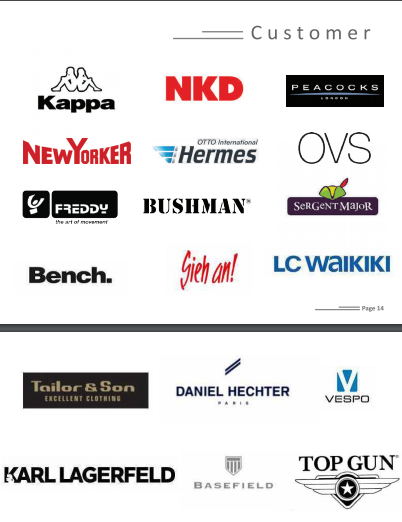 Customer
Kappa
NKD
PEACOCKS
LONDON
NEWYORKER
OTTO International
Hermes
OVS
FREDDY
the art of movement
BUSHMAN®
SeRGeNT MaJoR
Bench.
Sieh an!
LC WAIKIKI
Page 14
Tailor & Son
EXCELLENT CLOTHING
DANIEL HECHTER
PARIS
VESPO
KARL LAGERFELD
BASEFIELD
TOP GUN®